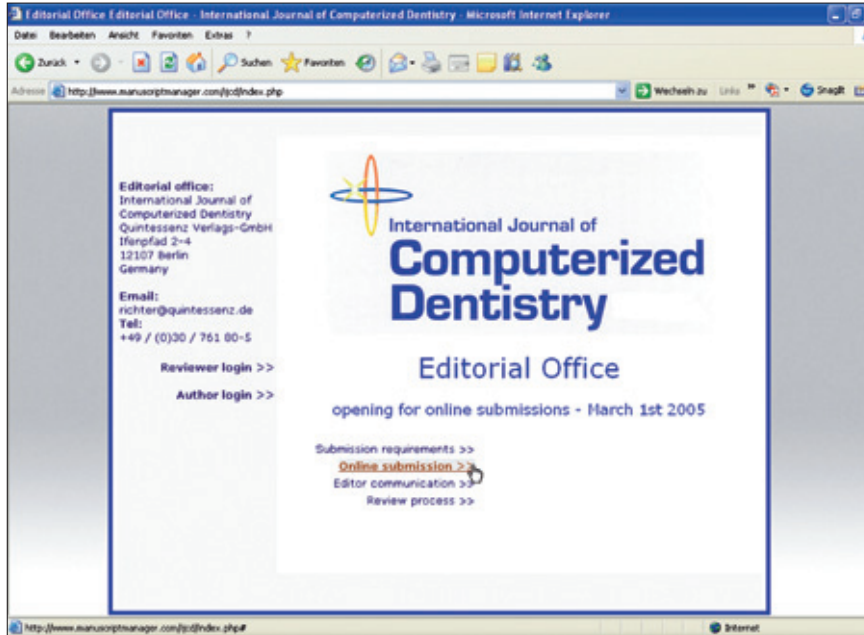 Editorial Office Editorial Office - International Journal of Computerized Dentistry - Microsoft Internet Explorer
Datei Bearbeiten Ansicht Favoriten Extras ?
Zurück Suchen Favoriten
Adresse http://www.manuscriptmanager.com/ijcd/index.php Wechseln zu Links » SnagIt
Editorial office:
International Journal of
Computerized Dentistry
Quintessenz Verlags-GmbH
Ifenpfad 2-4
12107 Berlin
Germany
Email:
richter@quintessenz.de
Tel:
+49 / (0)30 / 761 80-5
Reviewer login >>
Author login >>
International Journal of
Computerized
Dentistry
Editorial Office
opening for online submissions - March 1st 2005
Submission requirements >>
Online submission >>
Editor communication >>
Review process >>
http://www.manuscriptmanager.com/ijcd/index.php# Internet